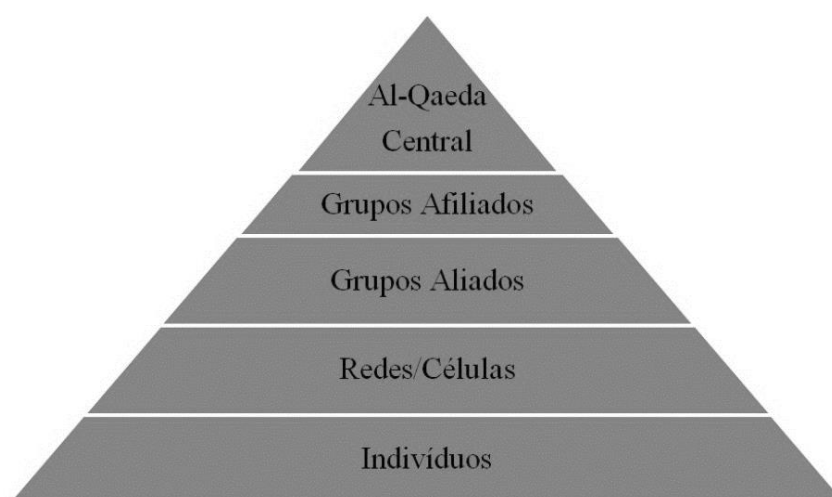 Al-Qaeda
Central
Grupos Afiliados
Grupos Aliados
Redes/Células
Indivíduos